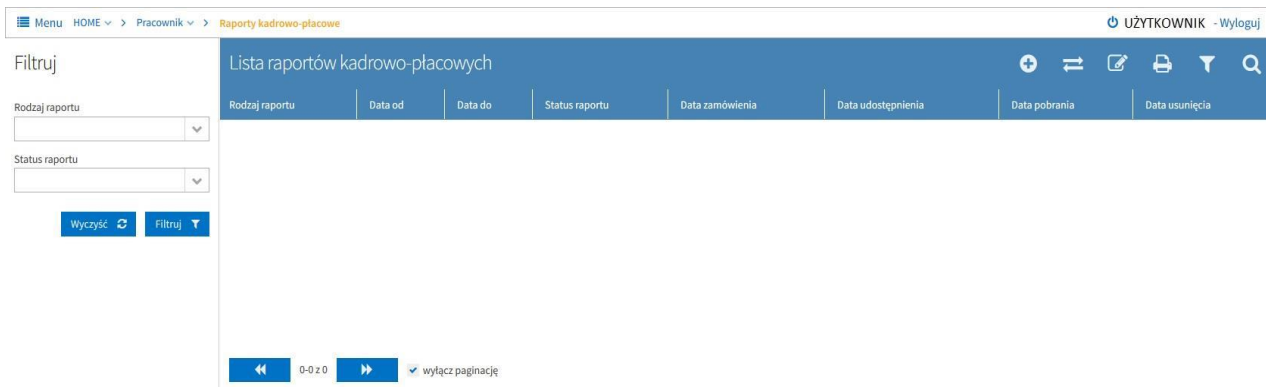 Menu HOME > Pracownik > Raporty kadrowo-płacowe UŻYTKOWNIK - Wyloguj
Filtruj
Rodzaj raportu
Status raportu
Wyczyść Filtruj
Lista raportów kadrowo-płacowych
Rodzaj raportu Data od Data do Status raportu Data zamówienia Data udostępnienia Data pobrania Data usunięcia
0-0 z 0 wyłącz paginację